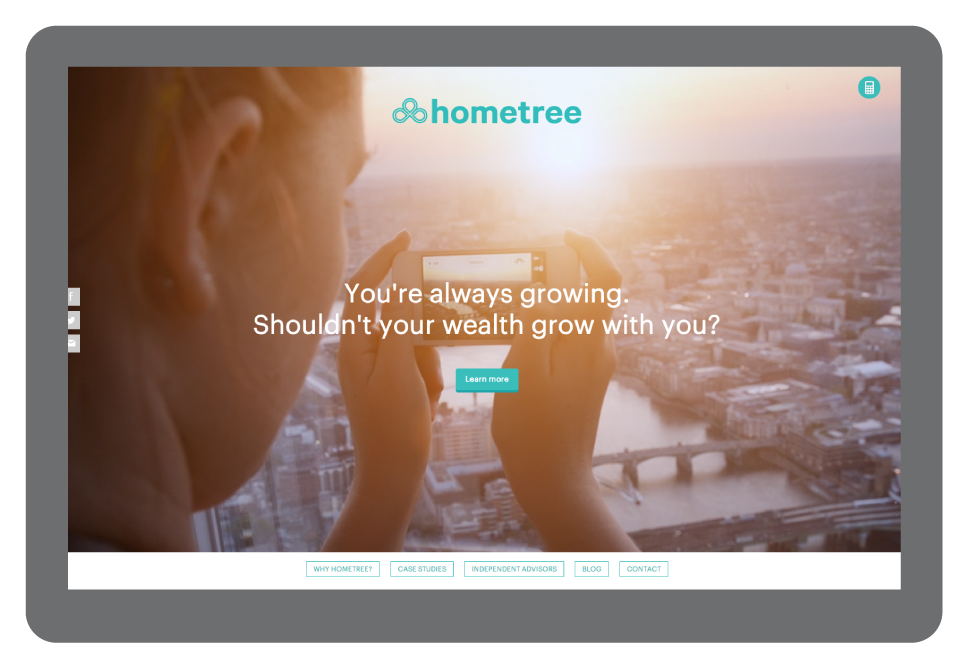 hometree
You're always growing.
Shouldn't your wealth grow with you?
Learn more
WHY HOMETREE?
CASE STUDIES
INDEPENDENT ADVISORS
BLOG
CONTACT